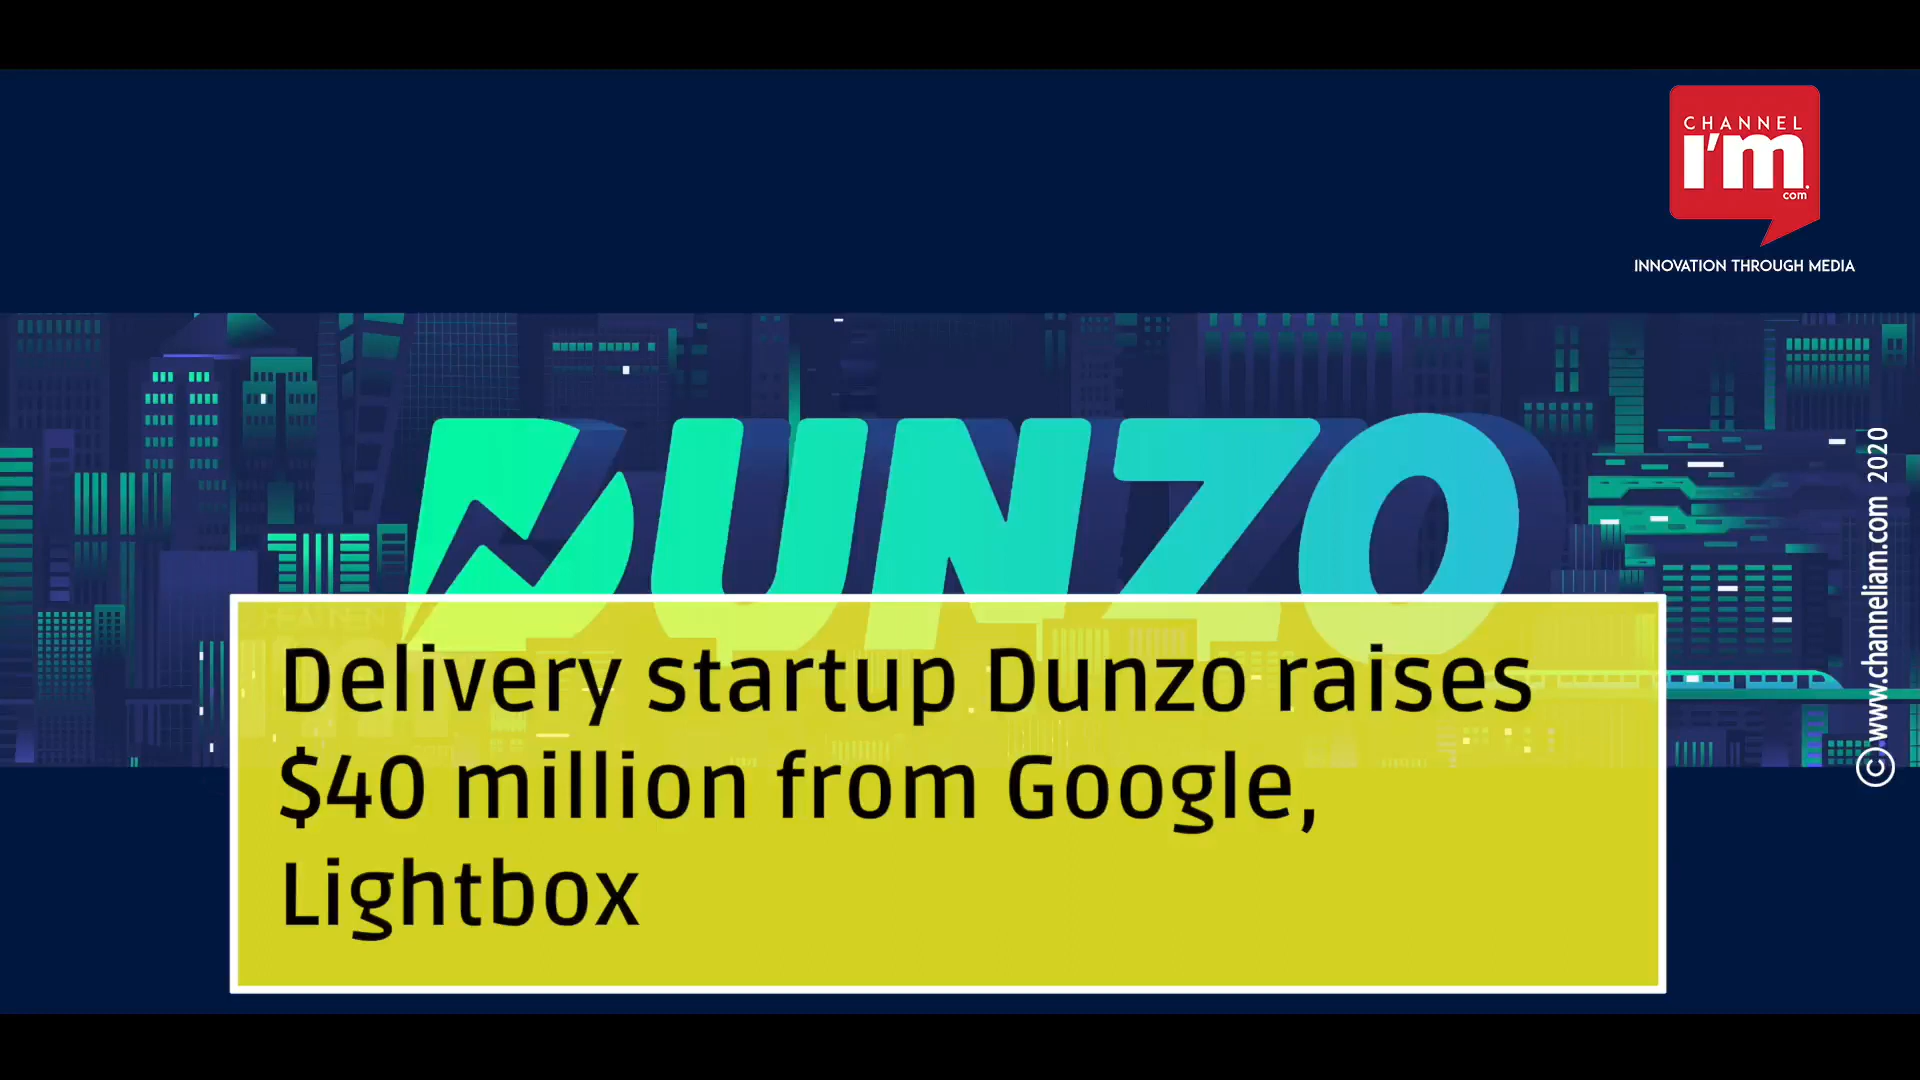 CHANNEL
I'm
.com
INNOVATION THROUGH MEDIA
DUNZO
Delivery startup Dunzo raises
$40 million from Google,
Lightbox
©www.channeliam.com 2020